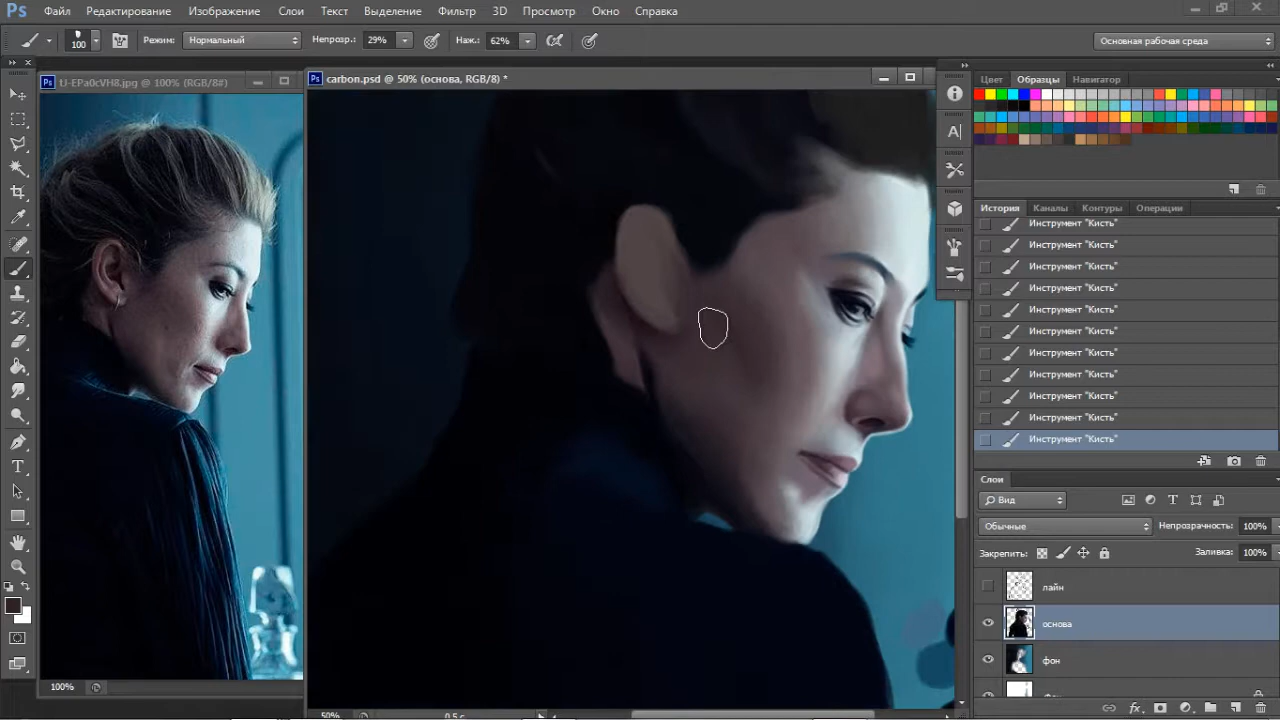 Ps Файл Редактирование Изображение Слои Текст Выделение Фильтр 3D Просмотр Окно Справка
100 Режим: Нормальный Непрозр.: 29% Наж.: 62% Основная рабочая среда
Ps tJ-EPa0cVH8.jpg @ 100% (RGB/8#)
Ps carbon.psd @ 50% (основа, RGB/8) *
Цвет Образцы Навигатор
A
История Каналы Контуры Операции
Инструмент "Кисть"
Инструмент "Кисть"
Инструмент "Кисть"
Инструмент "Кисть"
Инструмент "Кисть"
Инструмент "Кисть"
Инструмент "Кисть"
Инструмент "Кисть"
Инструмент "Кисть"
Инструмент "Кисть"
Инструмент "Кисть"
Слои
Вид
Обычные Непрозрачность: 100%
Закрепить: Заливка: 100%
лайн
основа
фон
100%
50% 0,5 с